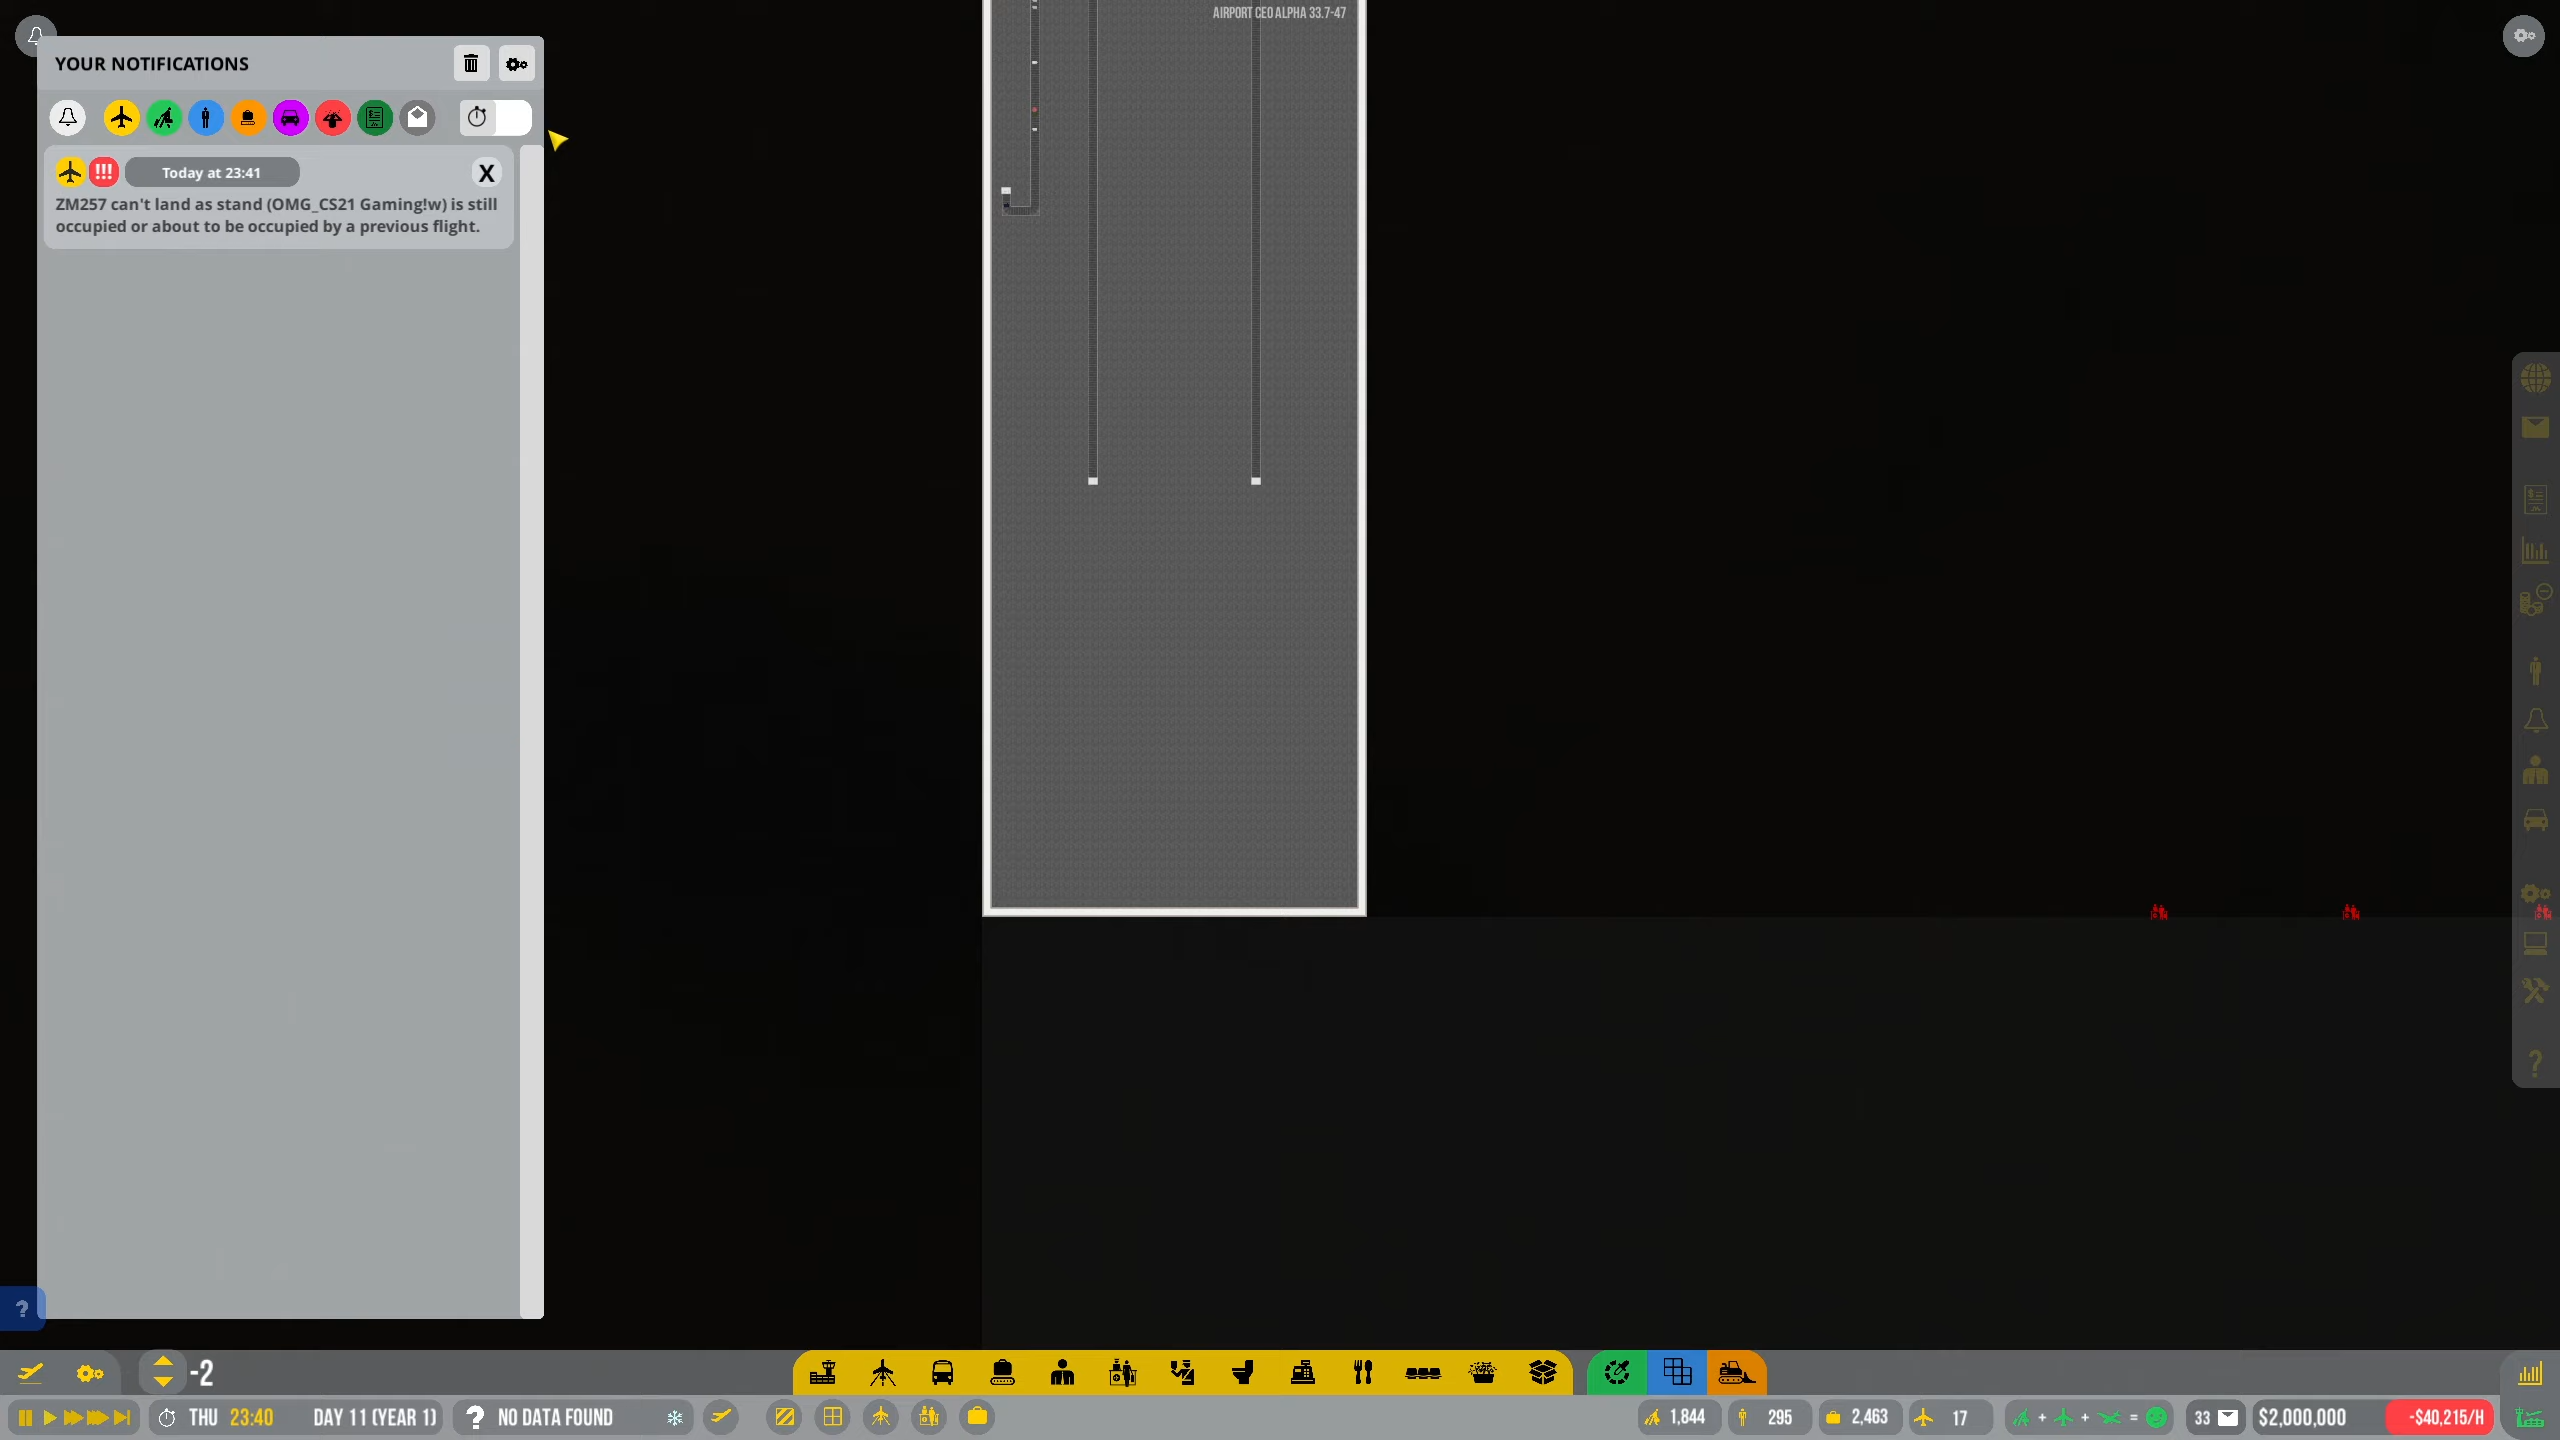 AIRPORT CEO ALPHA 33.7-47
YOUR NOTIFICATIONS
!!! Today at 23:41 X
ZM257 can't land as stand (OMG_CS21 Gaming!w) is still
occupied or about to be occupied by a previous flight.
?
?
-2
THU 23:40 DAY 11 (YEAR 1) ? NO DATA FOUND
1,844 295 2,463 17 + + = 33 $2,000,000 -$40,215/H